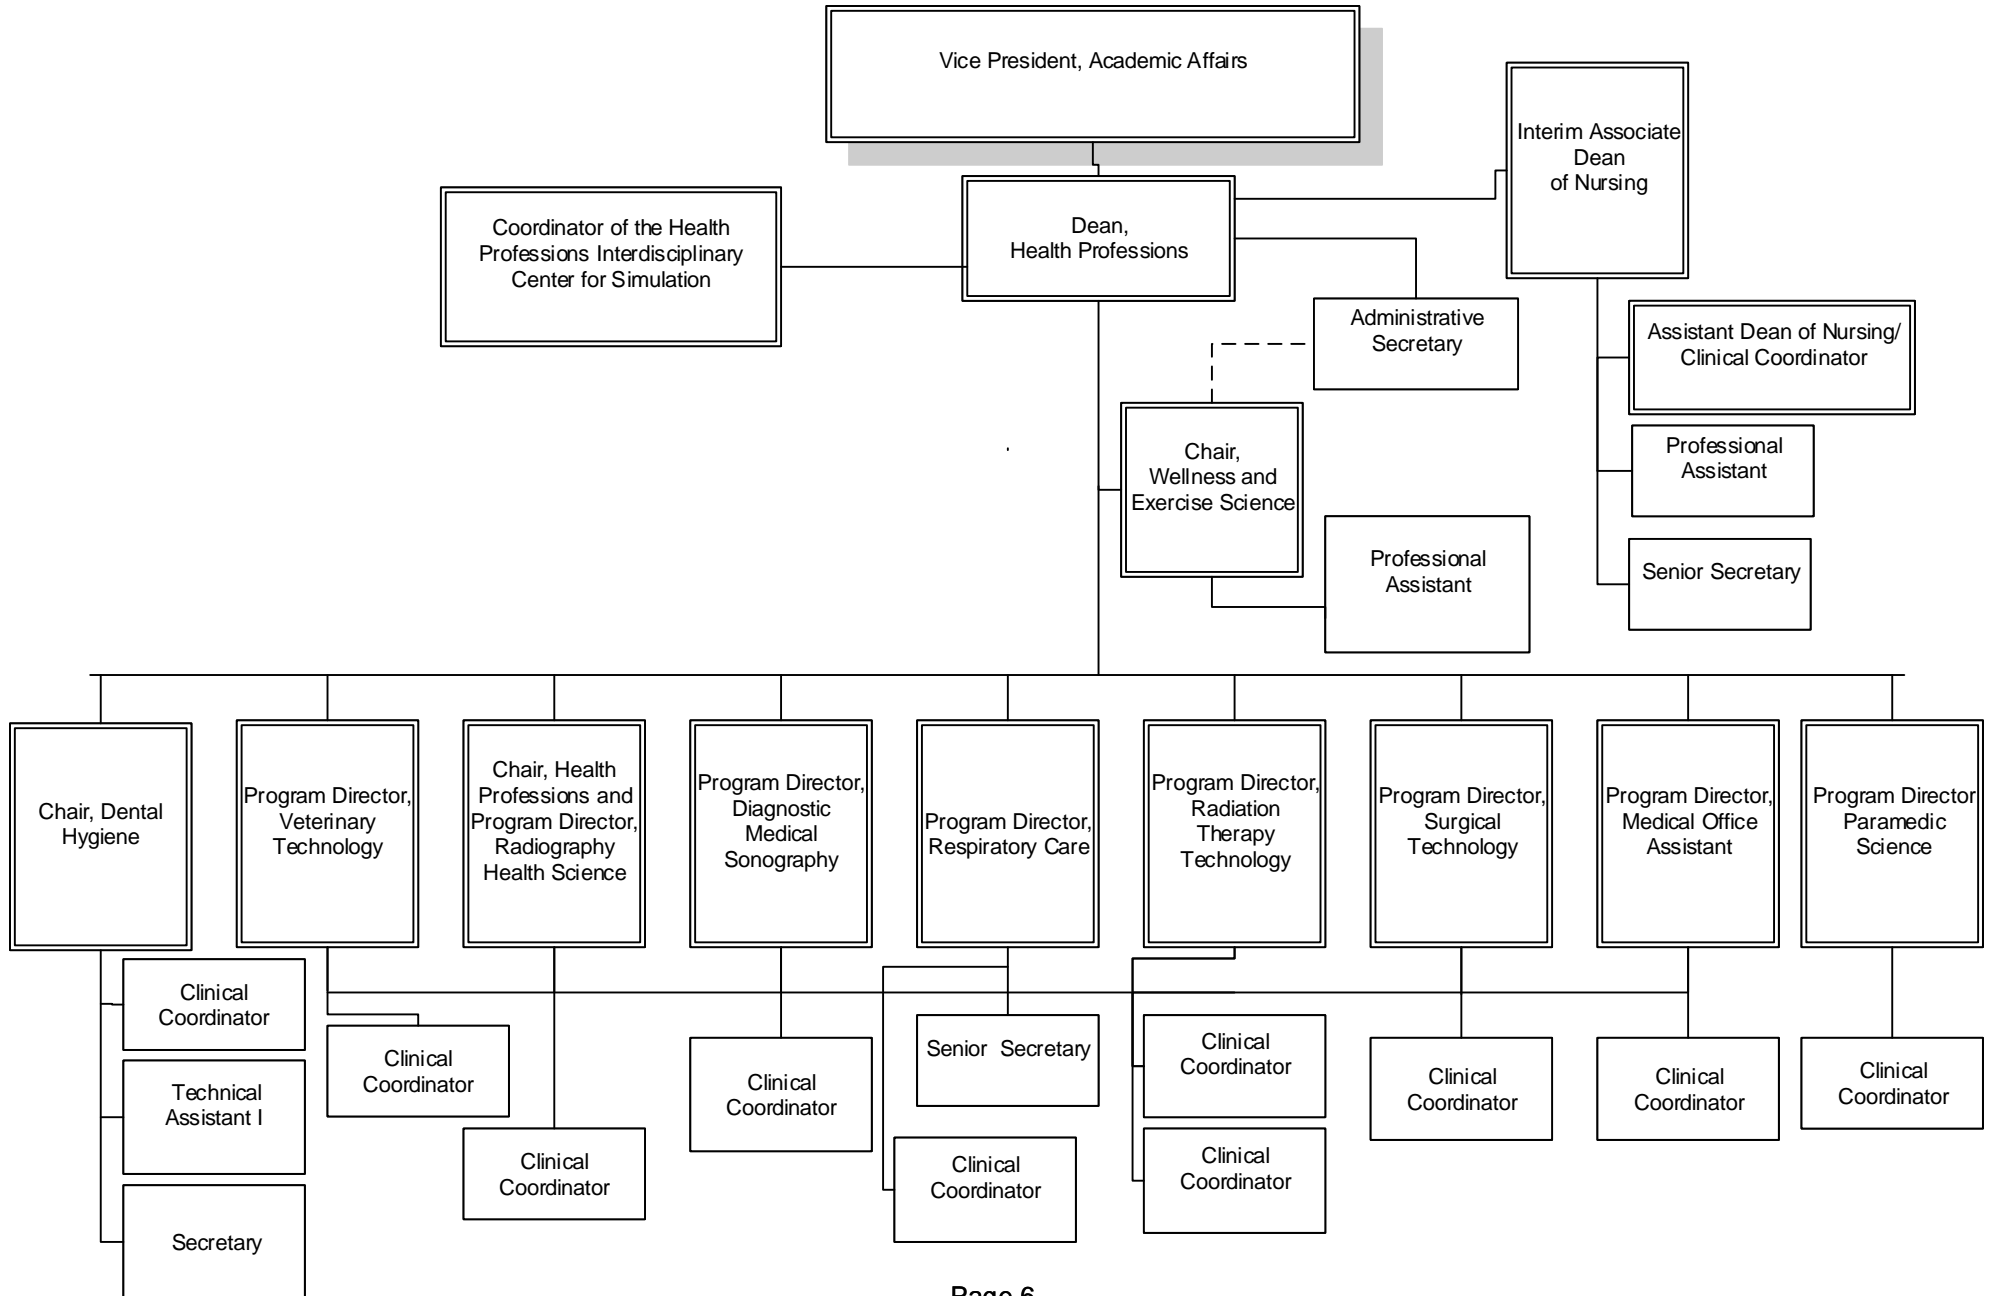 Vice President, Academic Affairs
Interim Associate
Dean
of Nursing
Coordinator of the Health
Professions Interdisciplinary
Center for Simulation
Dean,
Health Professions
Administrative
Secretary
Assistant Dean of Nursing/
Clinical Coordinator
Chair,
Wellness and
Exercise Science
Professional
Assistant
Professional
Assistant
Senior Secretary
Chair, Dental
Hygiene
Program Director,
Veterinary
Technology
Chair, Health
Professions and
Program Director,
Radiography
Health Science
Program Director,
Diagnostic
Medical
Sonography
Program Director,
Respiratory Care
Program Director,
Radiation
Therapy
Technology
Program Director,
Surgical
Technology
Program Director,
Medical Office
Assistant
Program Director
Paramedic
Science
Clinical
Coordinator
Technical
Assistant I
Secretary
Clinical
Coordinator
Clinical
Coordinator
Clinical
Coordinator
Senior Secretary
Clinical
Coordinator
Clinical
Coordinator
Clinical
Coordinator
Clinical
Coordinator
Clinical
Coordinator
Clinical
Coordinator
Page 6